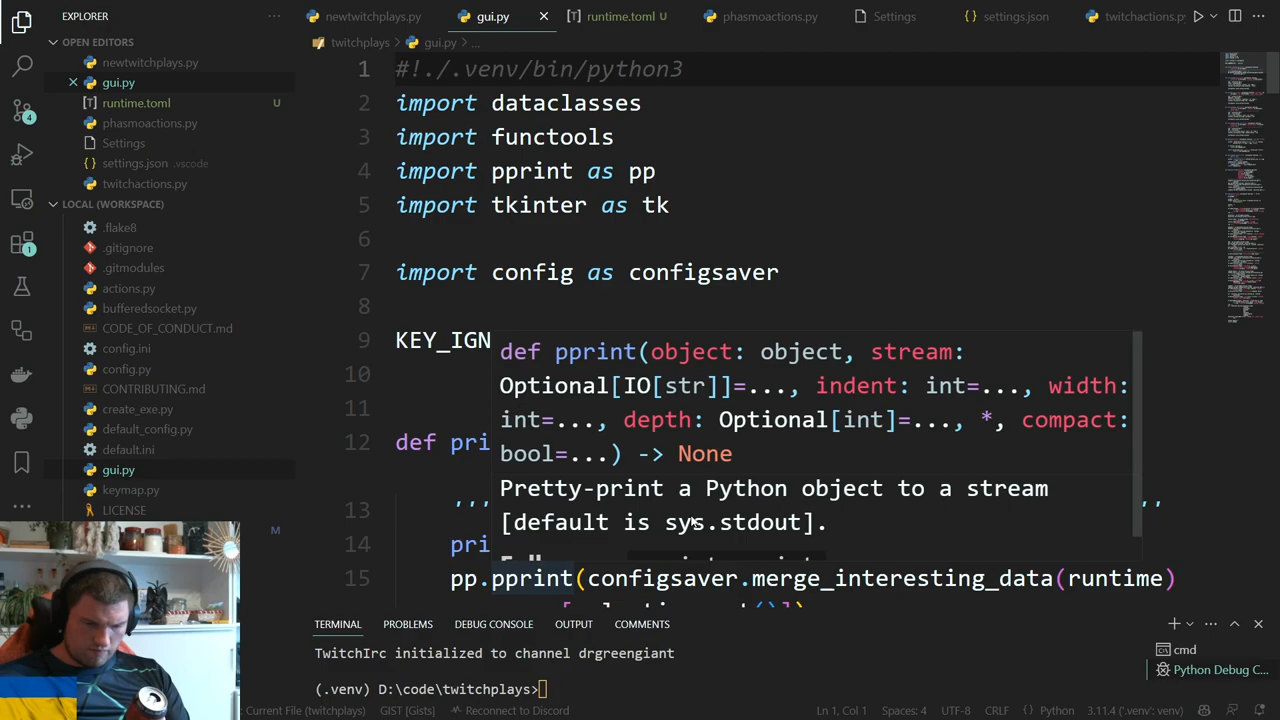 EXPLORER
newtwitchplays.py
gui.py
runtime.toml U
phasmoactions.py
Settings
settings.json
twitchactions.py
OPEN EDITORS
twitchplays > gui.py > ...
newtwitchplays.py
gui.py
runtime.toml U
phasmoactions.py
Settings
settings.json .vscode
twitchactions.py
LOCAL (WORKSPACE)
.flake8
.gitignore
.gitmodules
actions.py
bufferedsocket.py
CODE_OF_CONDUCT.md
config.ini
config.py
CONTRIBUTING.md
create_exe.py
default_config.py
default.ini
gui.py
keymap.py
LICENSE
M
4
1
1 #!./.venv/bin/python3
2 import dataclasses
3 import functools
4 import pprint as pp
5 import tkinter as tk
6
7 import config as configsaver
8
9 KEY_IGN
10
11
12 def pri
13 '''
14 pri
15 pp.pprint(configsaver.merge_interesting_data(runtime)
def pprint(object: object, stream:
Optional[IO[str]]=..., indent: int=..., width:
int=..., depth: Optional[int]=..., *, compact:
bool=...) -> None
Pretty-print a Python object to a stream
[default is sys.stdout].
TERMINAL
PROBLEMS
DEBUG CONSOLE
OUTPUT
COMMENTS
TwitchIrc initialized to channel drgreengiant
(.venv) D:\code\twitchplays>
cmd
Python Debug C...
Current File (twitchplays)
GIST [Gists]
Reconnect to Discord
Ln 1, Col 1
Spaces: 4
UTF-8
CRLF
Python
3.11.4 ('.venv': venv)